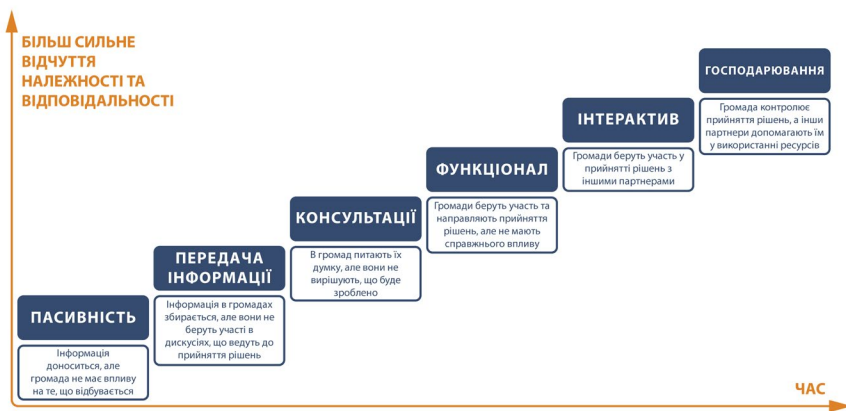 БІЛЬШ СИЛЬНЕ
ВІДЧУТТЯ
НАЛЕЖНОСТІ ТА
ВІДПОВІДАЛЬНОСТІ
ПАСИВНІСТЬ
Інформація
доноситься, але
громада не має впливу
на те, що відбувається
ПЕРЕДАЧА
ІНФОРМАЦІЇ
Інформація в громадах
збирається, але вони не
беруть участі в
дискусіях, що ведуть до
прийняття рішень
КОНСУЛЬТАЦІЇ
В громад питають їх
думку, але вони не
вирішують, що буде
зроблено
ФУНКЦІОНАЛ
Громади беруть участь та
направляють прийняття
рішень, але не мають
справжнього впливу
ІНТЕРАКТИВ
Громади беруть участь у
прийнятті рішень з
іншими партнерами
ГОСПОДАРЮВАННЯ
Громада контролює
прийняття рішень, а інши
партнери допомагають їм
у використанні ресурсів
ЧАС